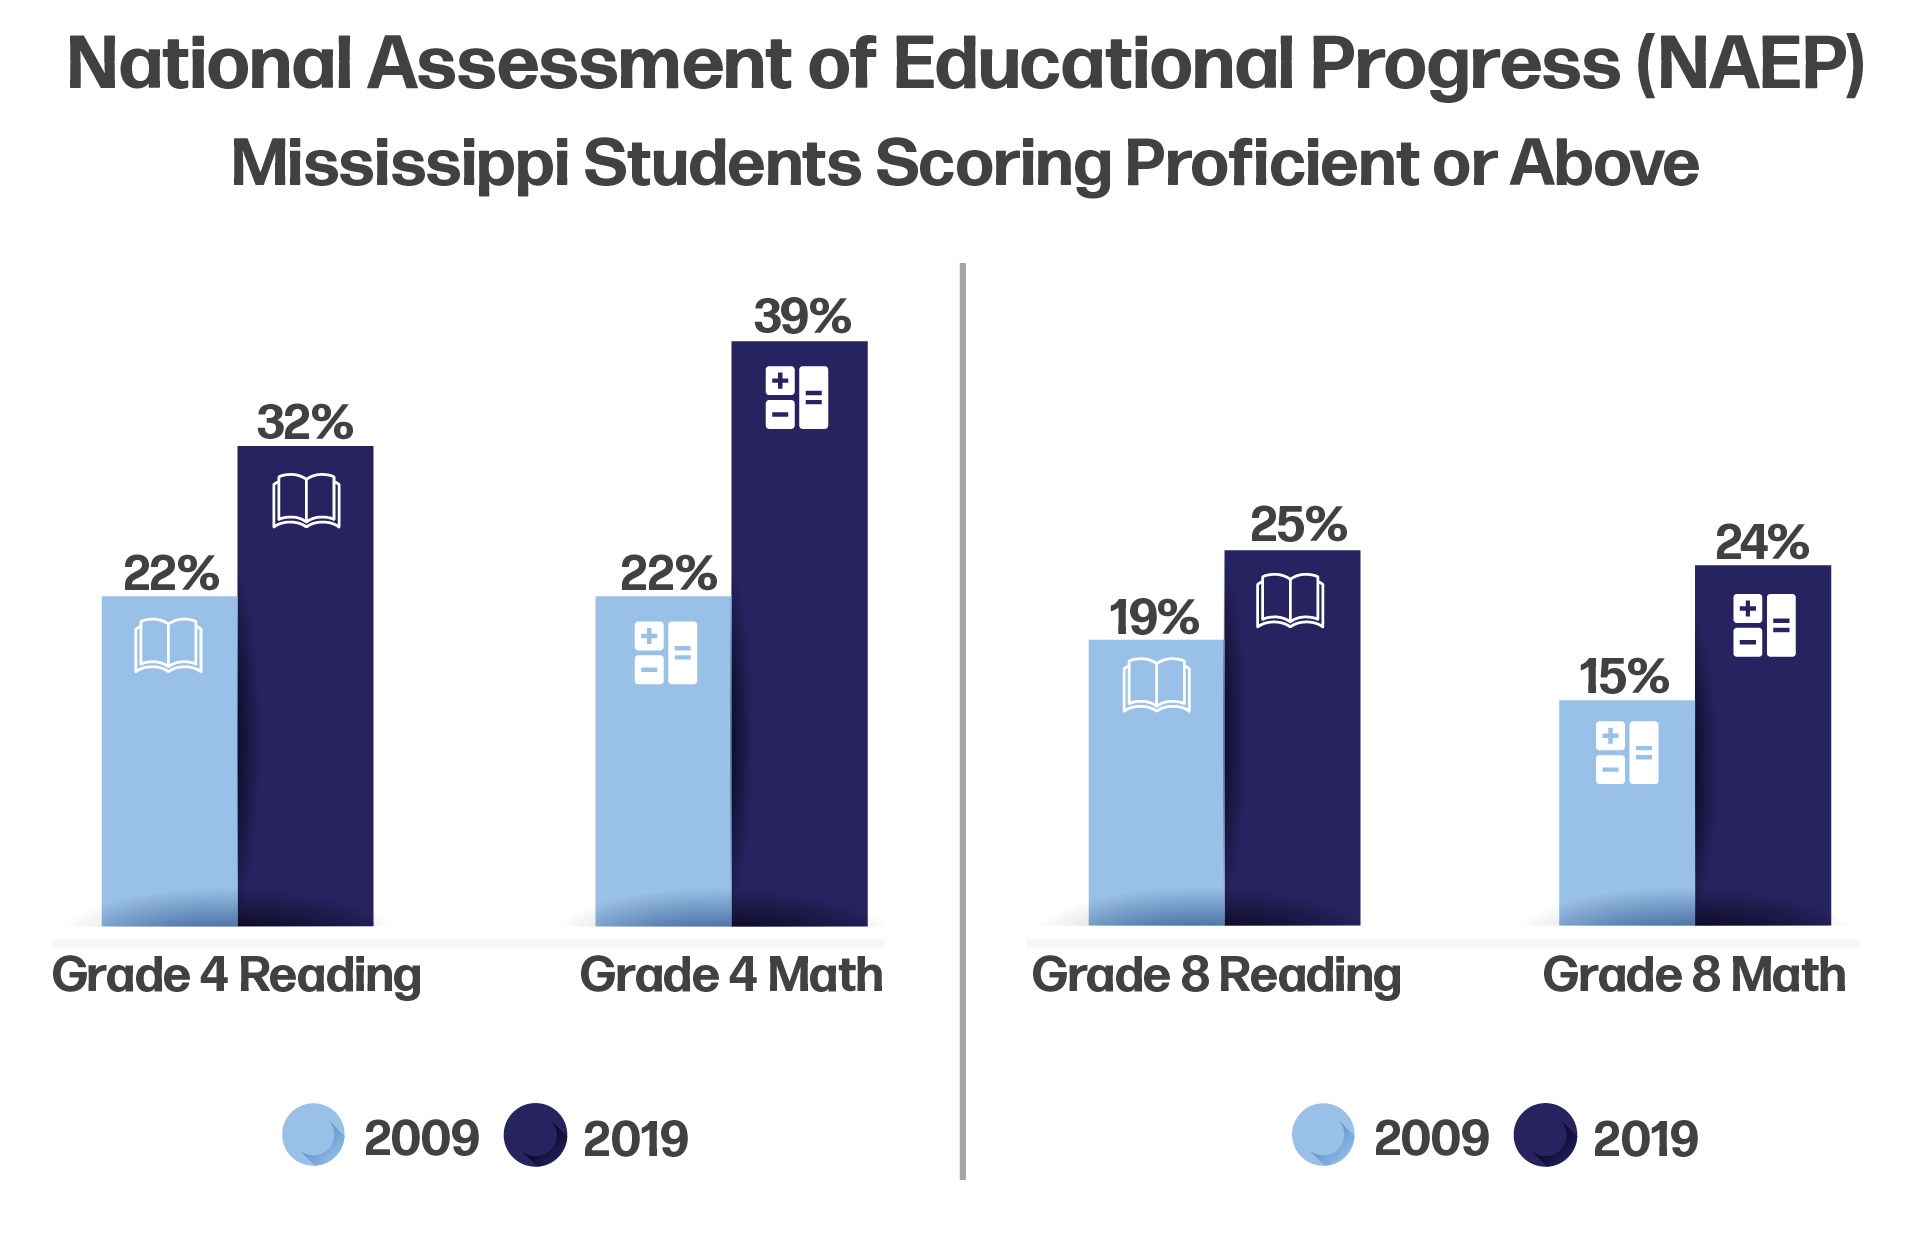 National Assessment of Educational Progress (NAEP)
Mississippi Students Scoring Proficient or Above
39%
32%
22%
22%
25%
24%
19%
15%
Grade 4 Reading
Grade 4 Math
Grade 8 Reading
Grade 8 Math
2009
2019
2009
2019